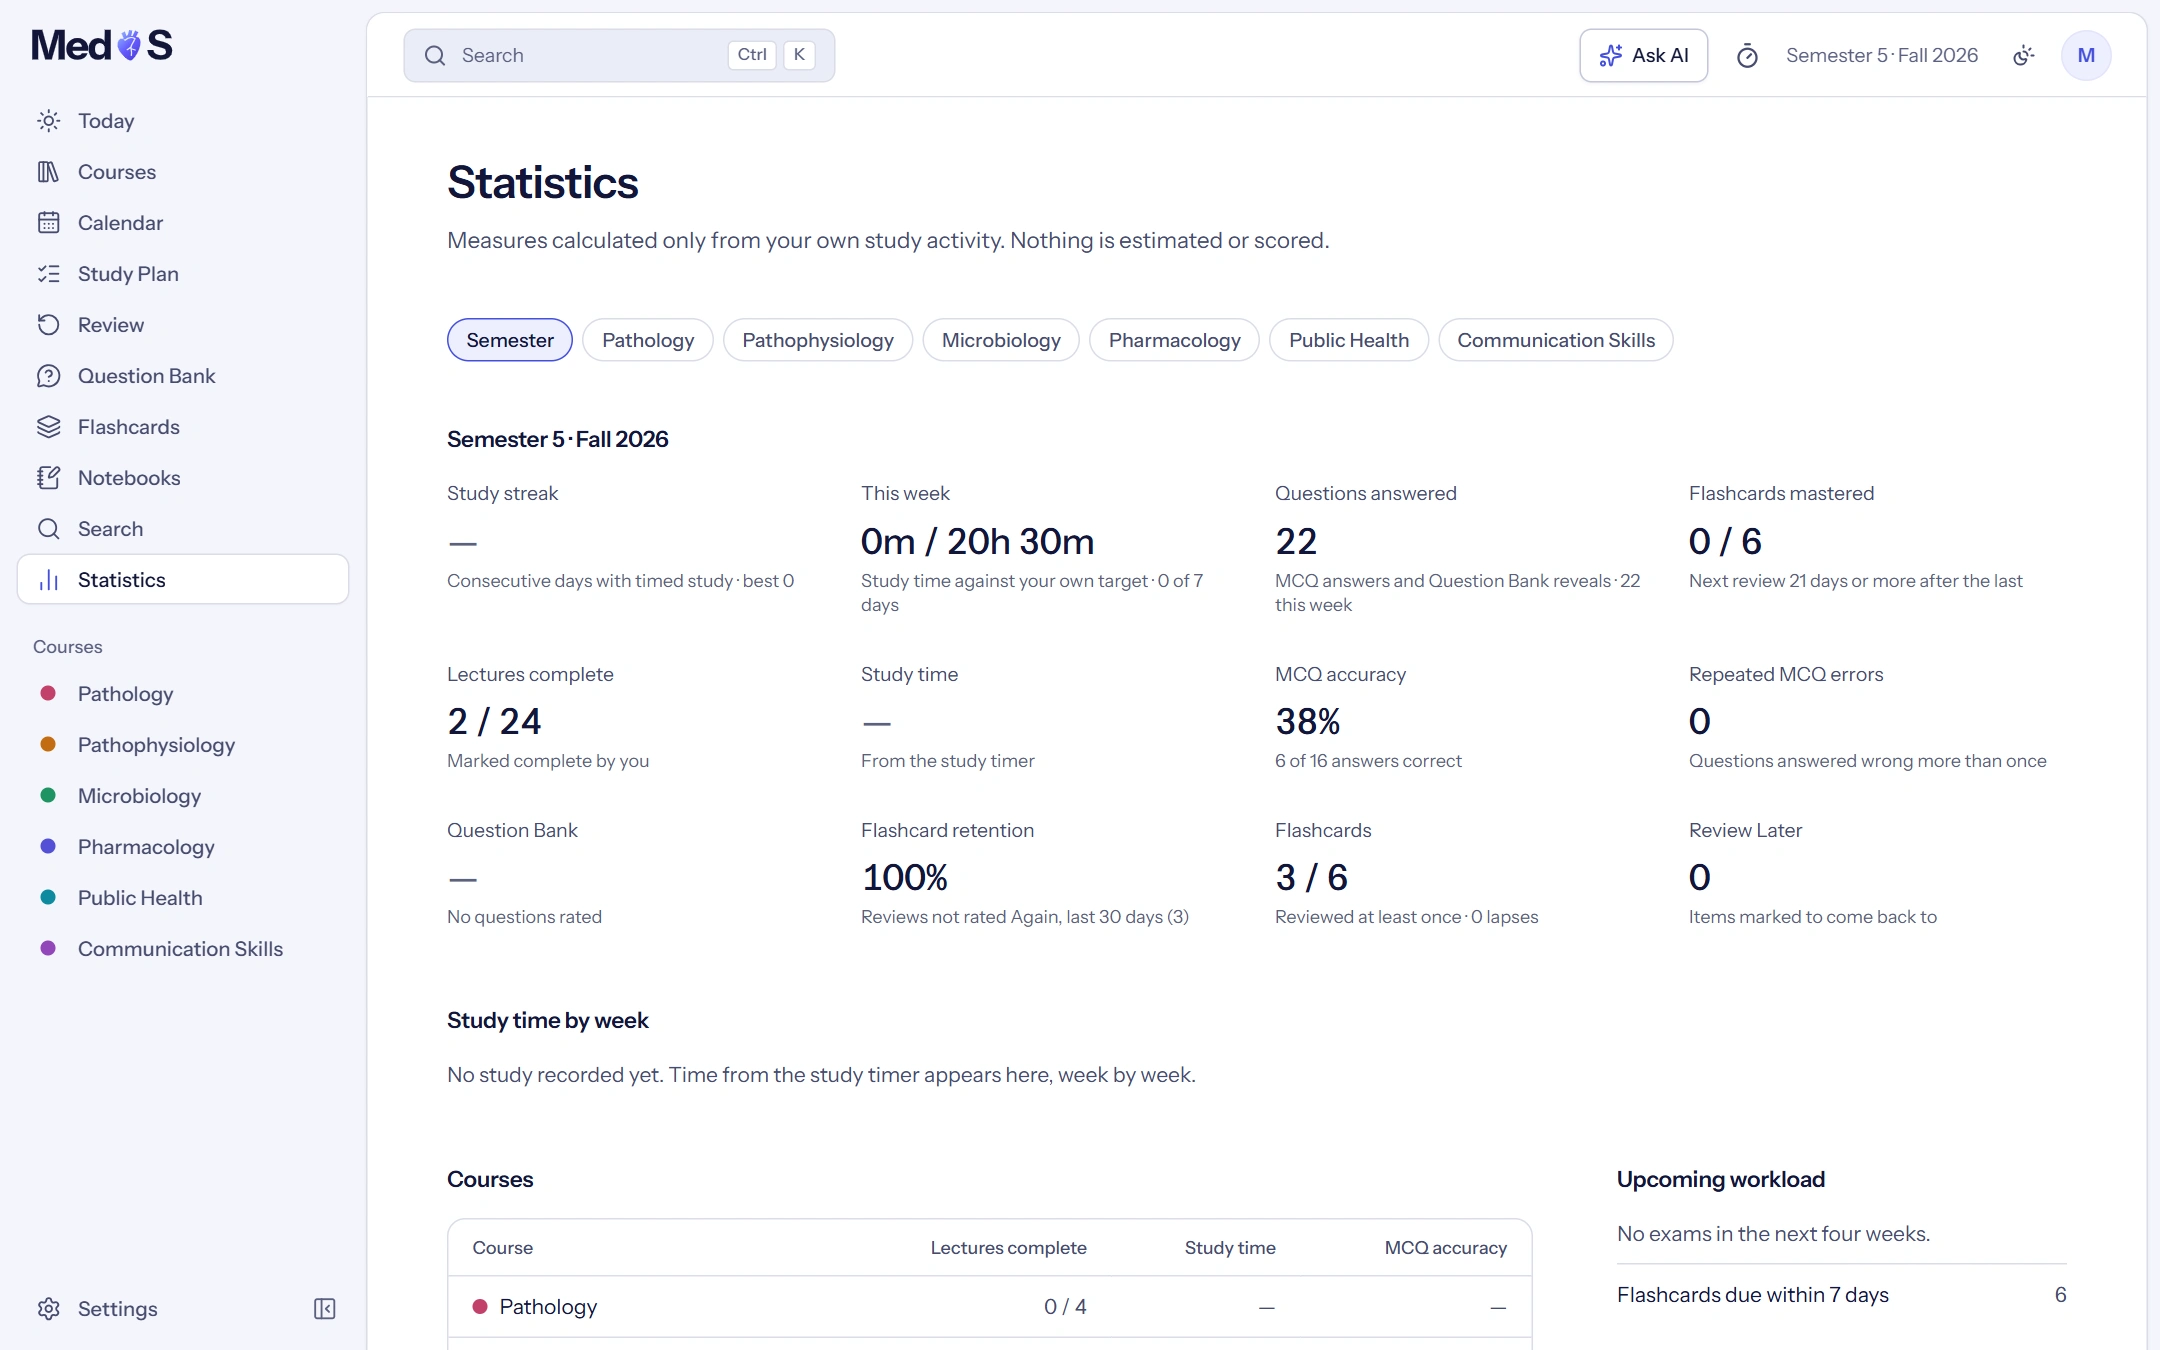 Med S
Today
Courses
Calendar
Study Plan
Review
Question Bank
Flashcards
Notebooks
Search
Statistics
Courses
Pathology
Pathophysiology
Microbiology
Pharmacology
Public Health
Communication Skills
Settings
Search Ctrl K
Ask AI
Semester 5 · Fall 2026
M
Statistics
Measures calculated only from your own study activity. Nothing is estimated or scored.
Semester Pathology Pathophysiology Microbiology Pharmacology Public Health Communication Skills
Semester 5 · Fall 2026
Study streak
—
Consecutive days with timed study · best 0
This week
0m / 20h 30m
Study time against your own target · 0 of 7
days
Questions answered
22
MCQ answers and Question Bank reveals · 22
this week
Flashcards mastered
0 / 6
Next review 21 days or more after the last
Lectures complete
2 / 24
Marked complete by you
Study time
—
From the study timer
MCQ accuracy
38%
6 of 16 answers correct
Repeated MCQ errors
0
Questions answered wrong more than once
Question Bank
—
No questions rated
Flashcard retention
100%
Reviews not rated Again, last 30 days (3)
Flashcards
3 / 6
Reviewed at least once · 0 lapses
Review Later
0
Items marked to come back to
Study time by week
No study recorded yet. Time from the study timer appears here, week by week.
Courses
Course Lectures complete Study time MCQ accuracy
Pathology 0 / 4 — —
Upcoming workload
No exams in the next four weeks.
Flashcards due within 7 days 6